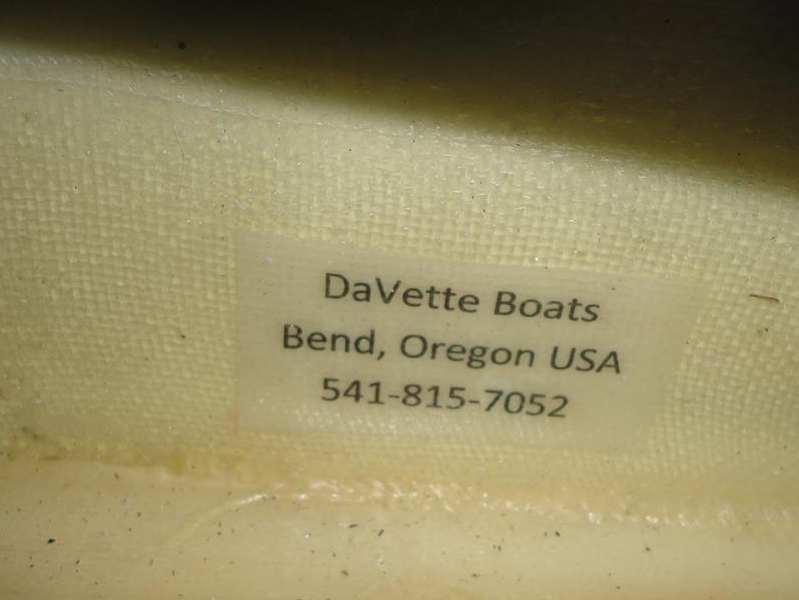 DaVette Boats
Bend, Oregon USA
541-815-7052